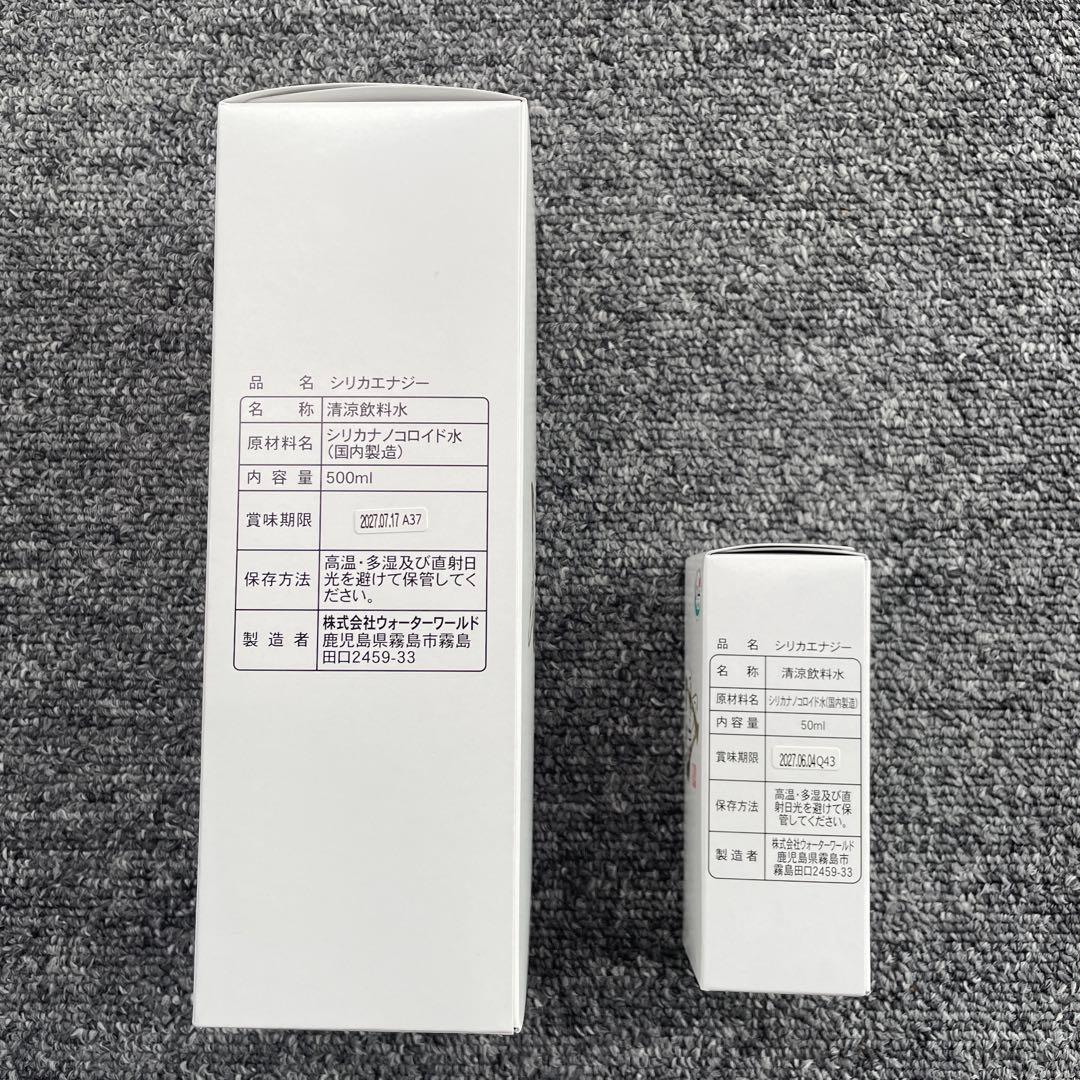 品名 シリカエナジー
名称 清涼飲料水
原材料名 シリカナノコロイド水
(国内製造)
内容量 500ml
賞味期限 2027.07.17 A37
保存方法 高温・多湿及び直射日
光を避けて保管してく
ださい。
製造者 株式会社ウォーターワールド
鹿児島県霧島市霧島
田口2459-33
品名 シリカエナジー
名称 清涼飲料水
原材料名 シリカナノコロイド水(国内製造)
内容量 50ml
賞味期限 2027.06.04 Q43
保存方法 高温・多湿及び直
射日光を避けて保
管してください。
製造者 株式会社ウォーターワールド
鹿児島県霧島市
霧島田口2459-33